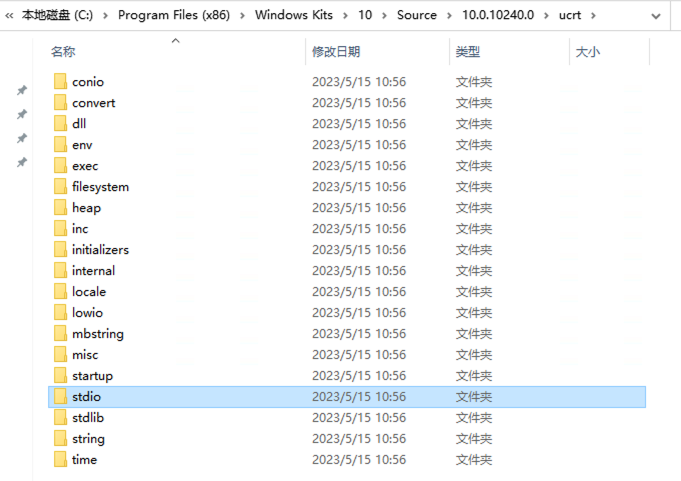 « 本地磁盘 (C:) > Program Files (x86) > Windows Kits > 10 > Source > 10.0.10240.0 > ucrt >
名称 修改日期 类型 大小
conio 2023/5/15 10:56 文件夹
convert 2023/5/15 10:56 文件夹
dll 2023/5/15 10:56 文件夹
env 2023/5/15 10:56 文件夹
exec 2023/5/15 10:56 文件夹
filesystem 2023/5/15 10:56 文件夹
heap 2023/5/15 10:56 文件夹
inc 2023/5/15 10:56 文件夹
initializers 2023/5/15 10:56 文件夹
internal 2023/5/15 10:56 文件夹
locale 2023/5/15 10:56 文件夹
lowio 2023/5/15 10:56 文件夹
mbstring 2023/5/15 10:56 文件夹
misc 2023/5/15 10:56 文件夹
startup 2023/5/15 10:56 文件夹
stdio 2023/5/15 10:56 文件夹
stdlib 2023/5/15 10:56 文件夹
string 2023/5/15 10:56 文件夹
time 2023/5/15 10:56 文件夹